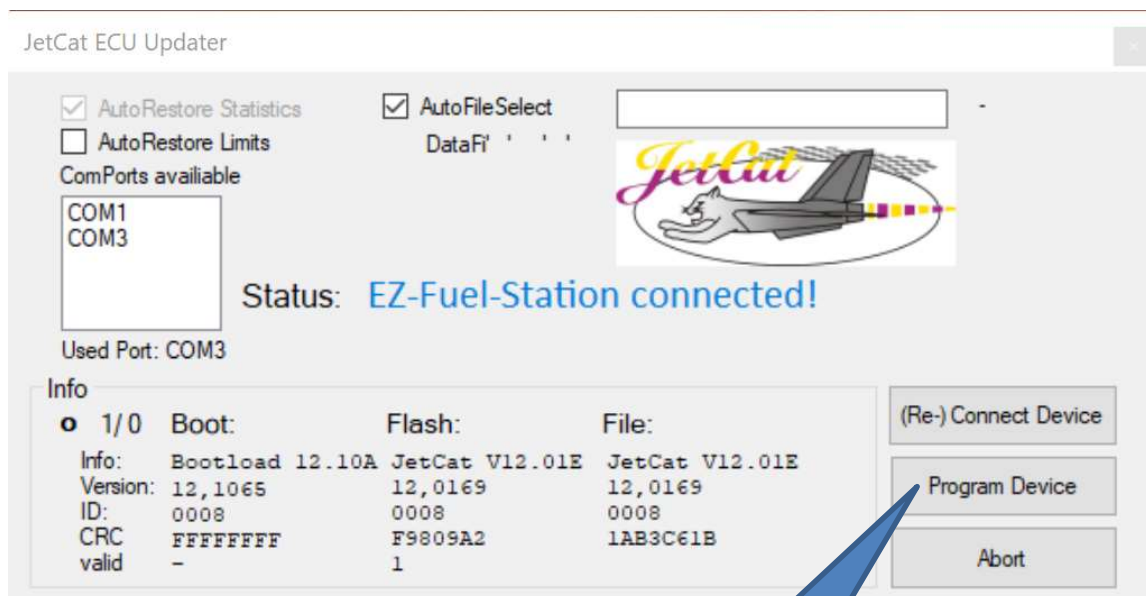 JetCat ECU Updater
AutoRestore Statistics
AutoFileSelect
-
AutoRestore Limits
ComPorts availiable
JetCat
COM1
COM3
Status: EZ-Fuel-Station connected!
Used Port: COM3
Info
o 1/0 Boot: Flash: File:
Info: Bootload 12.10A JetCat V12.01E JetCat V12.01E
Version: 12,1065 12,0169 12,0169
ID: 0008 0008 0008
CRC FFFFFFFF F9809A2 1AB3C61B
valid - 1
(Re-) Connect Device
Program Device
Abort